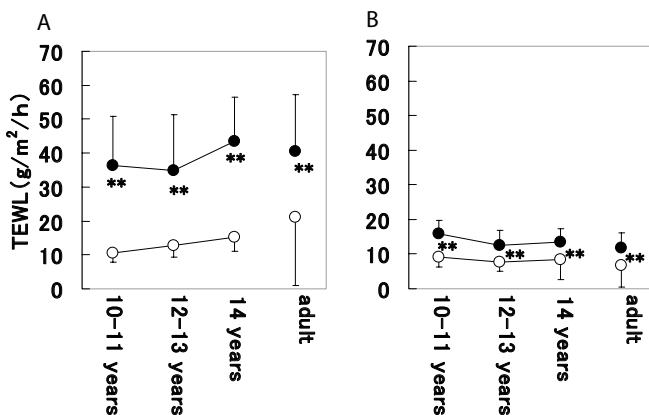 A
B
TEWL(g/m²/h)
70
60
50
40
30
20
10
0
**
**
**
**
10-11 years
12-13 years
14 years
adult
70
60
50
40
30
20
10
0
**
**
**
**
10-11 years
12-13 years
14 years
adult